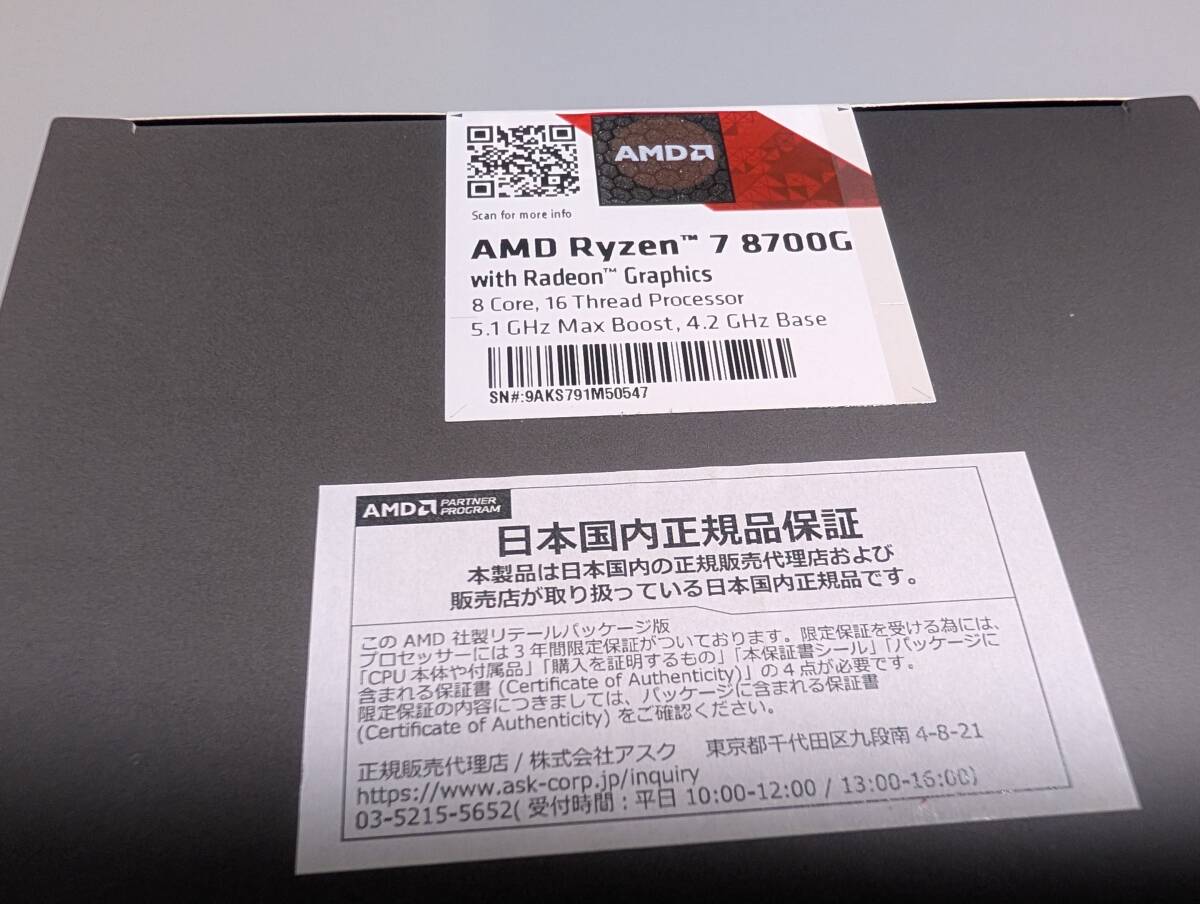 AMD
Scan for more info
AMD Ryzen™ 7 8700G
with Radeon™ Graphics
8 Core, 16 Thread Processor
5.1 GHz Max Boost, 4.2 GHz Base
SN#:9AKS791M50547
AMD PARTNER PROGRAM
日本国内正規品保証
本製品は日本国内の正規販売代理店および
販売店が取り扱っている日本国内正規品です。
この AMD 社製リテールパッケージ版
プロセッサーには3年間限定保証がついております。限定保証を受ける為には、
「CPU 本体や付属品」「購入を証明するもの」「本保証書シール」「パッケージに
含まれる保証書 (Certificate of Authenticity)」の4点が必要です。
限定保証の内容につきましては、パッケージに含まれる保証書
(Certificate of Authenticity) をご確認ください。
正規販売代理店 / 株式会社アスク 東京都千代田区九段南 4-8-21
https://www.ask-corp.jp/inquiry
03-5215-5652( 受付時間：平日 10:00-12:00 / 13:00-16:00)